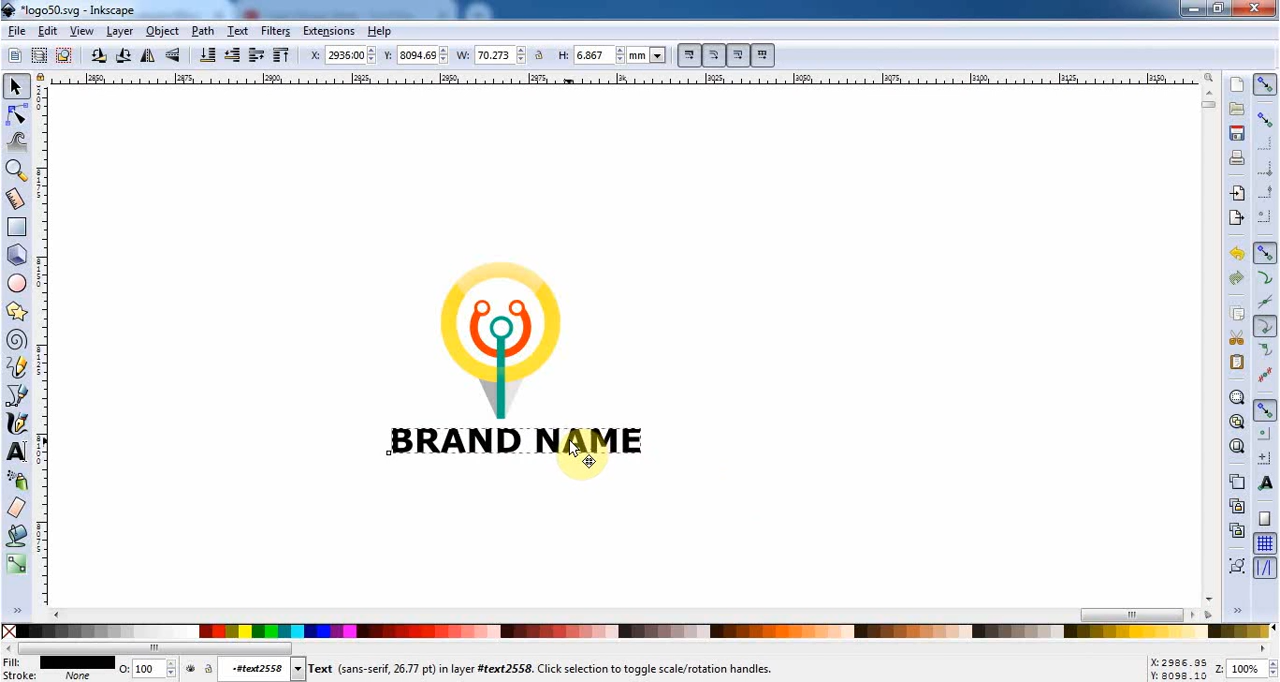 *logo50.svg - Inkscape
File Edit View Layer Object Path Text Filters Extensions Help
X: 2936.00 Y: 8094.69 W: 70.273 H: 6.867 mm
BRAND NAME
Fill:
Stroke: None O: 100 ·#text2558 Text (sans-serif, 26.77 pt) in layer #text2558. Click selection to toggle scale/rotation handles. X: 2986.85 Y: 8098.10 Z: 100%